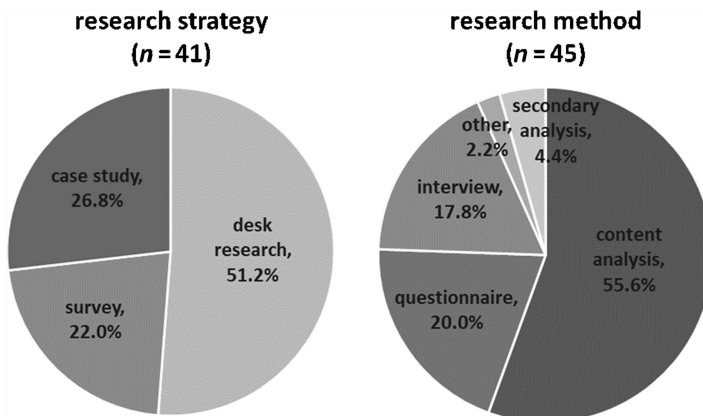 research strategy
(n = 41)
case study,
26.8%
desk
research,
51.2%
survey,
22.0%
research method
(n = 45)
secondary
analysis,
4.4%
other,
2.2%
interview,
17.8%
content
analysis,
55.6%
questionnaire,
20.0%